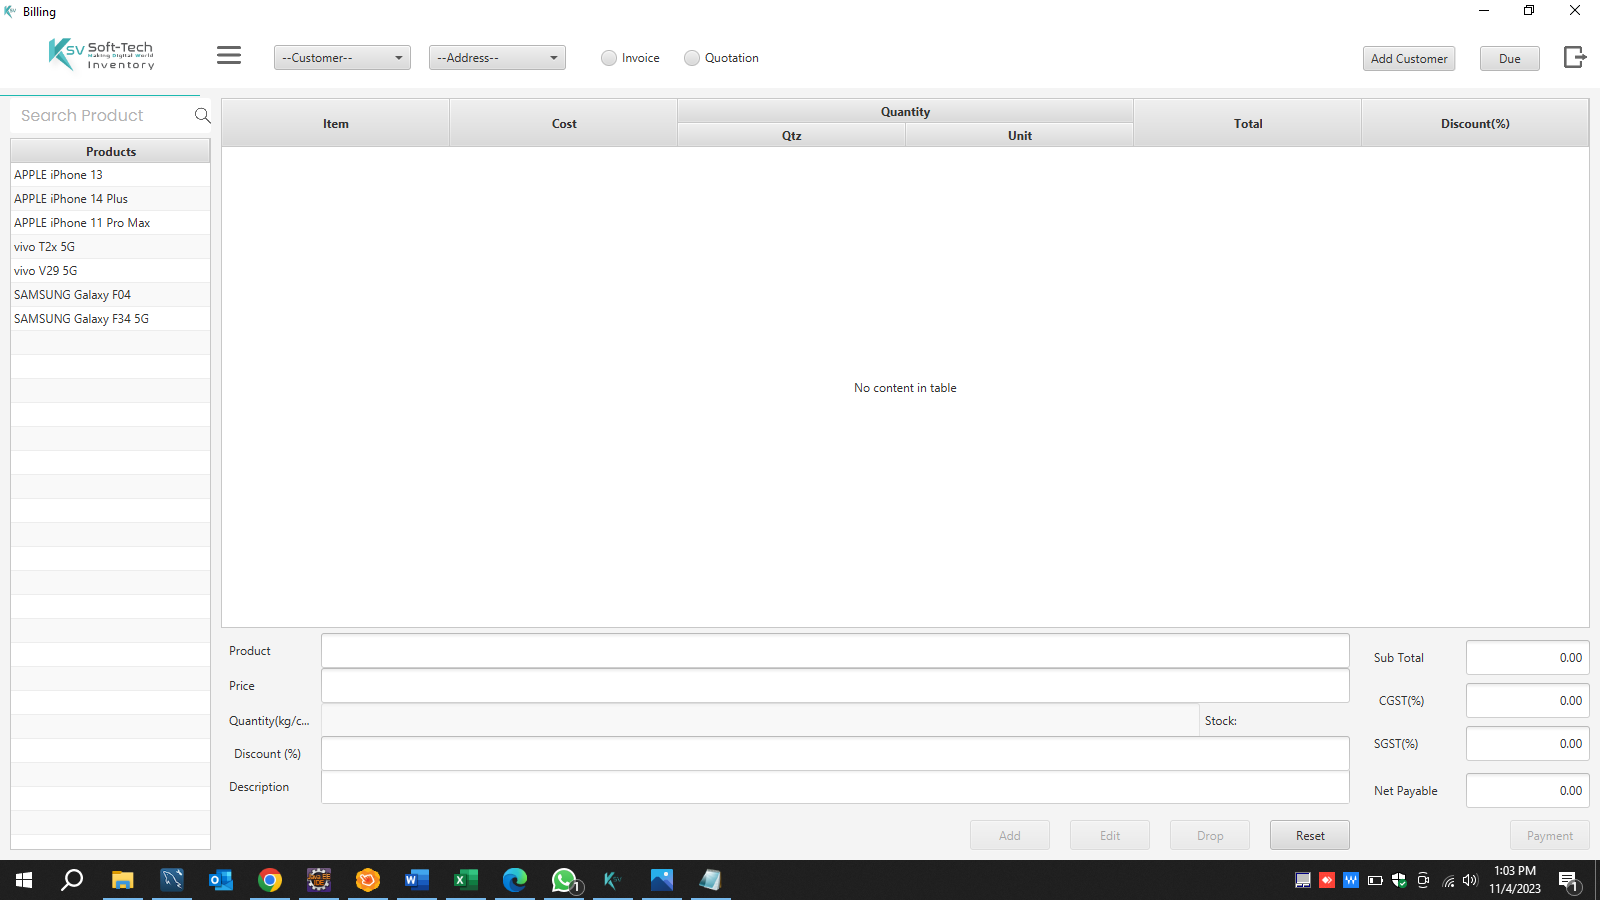 Billing
KSV Soft-Tech
Making Digital World
Inventory
--Customer--
--Address--
Invoice
Quotation
Add Customer
Due
Search Product
Products
APPLE iPhone 13
APPLE iPhone 14 Plus
APPLE iPhone 11 Pro Max
vivo T2x 5G
vivo V29 5G
SAMSUNG Galaxy F04
SAMSUNG Galaxy F34 5G
Item
Cost
Quantity
Qtz
Unit
Total
Discount(%)
No content in table
Product
Price
Quantity(kg/c...
Stock:
Discount (%)
Description
Sub Total
0.00
CGST(%)
0.00
SGST(%)
0.00
Net Payable
0.00
Add
Edit
Drop
Reset
Payment
1:03 PM
11/4/2023
1
1